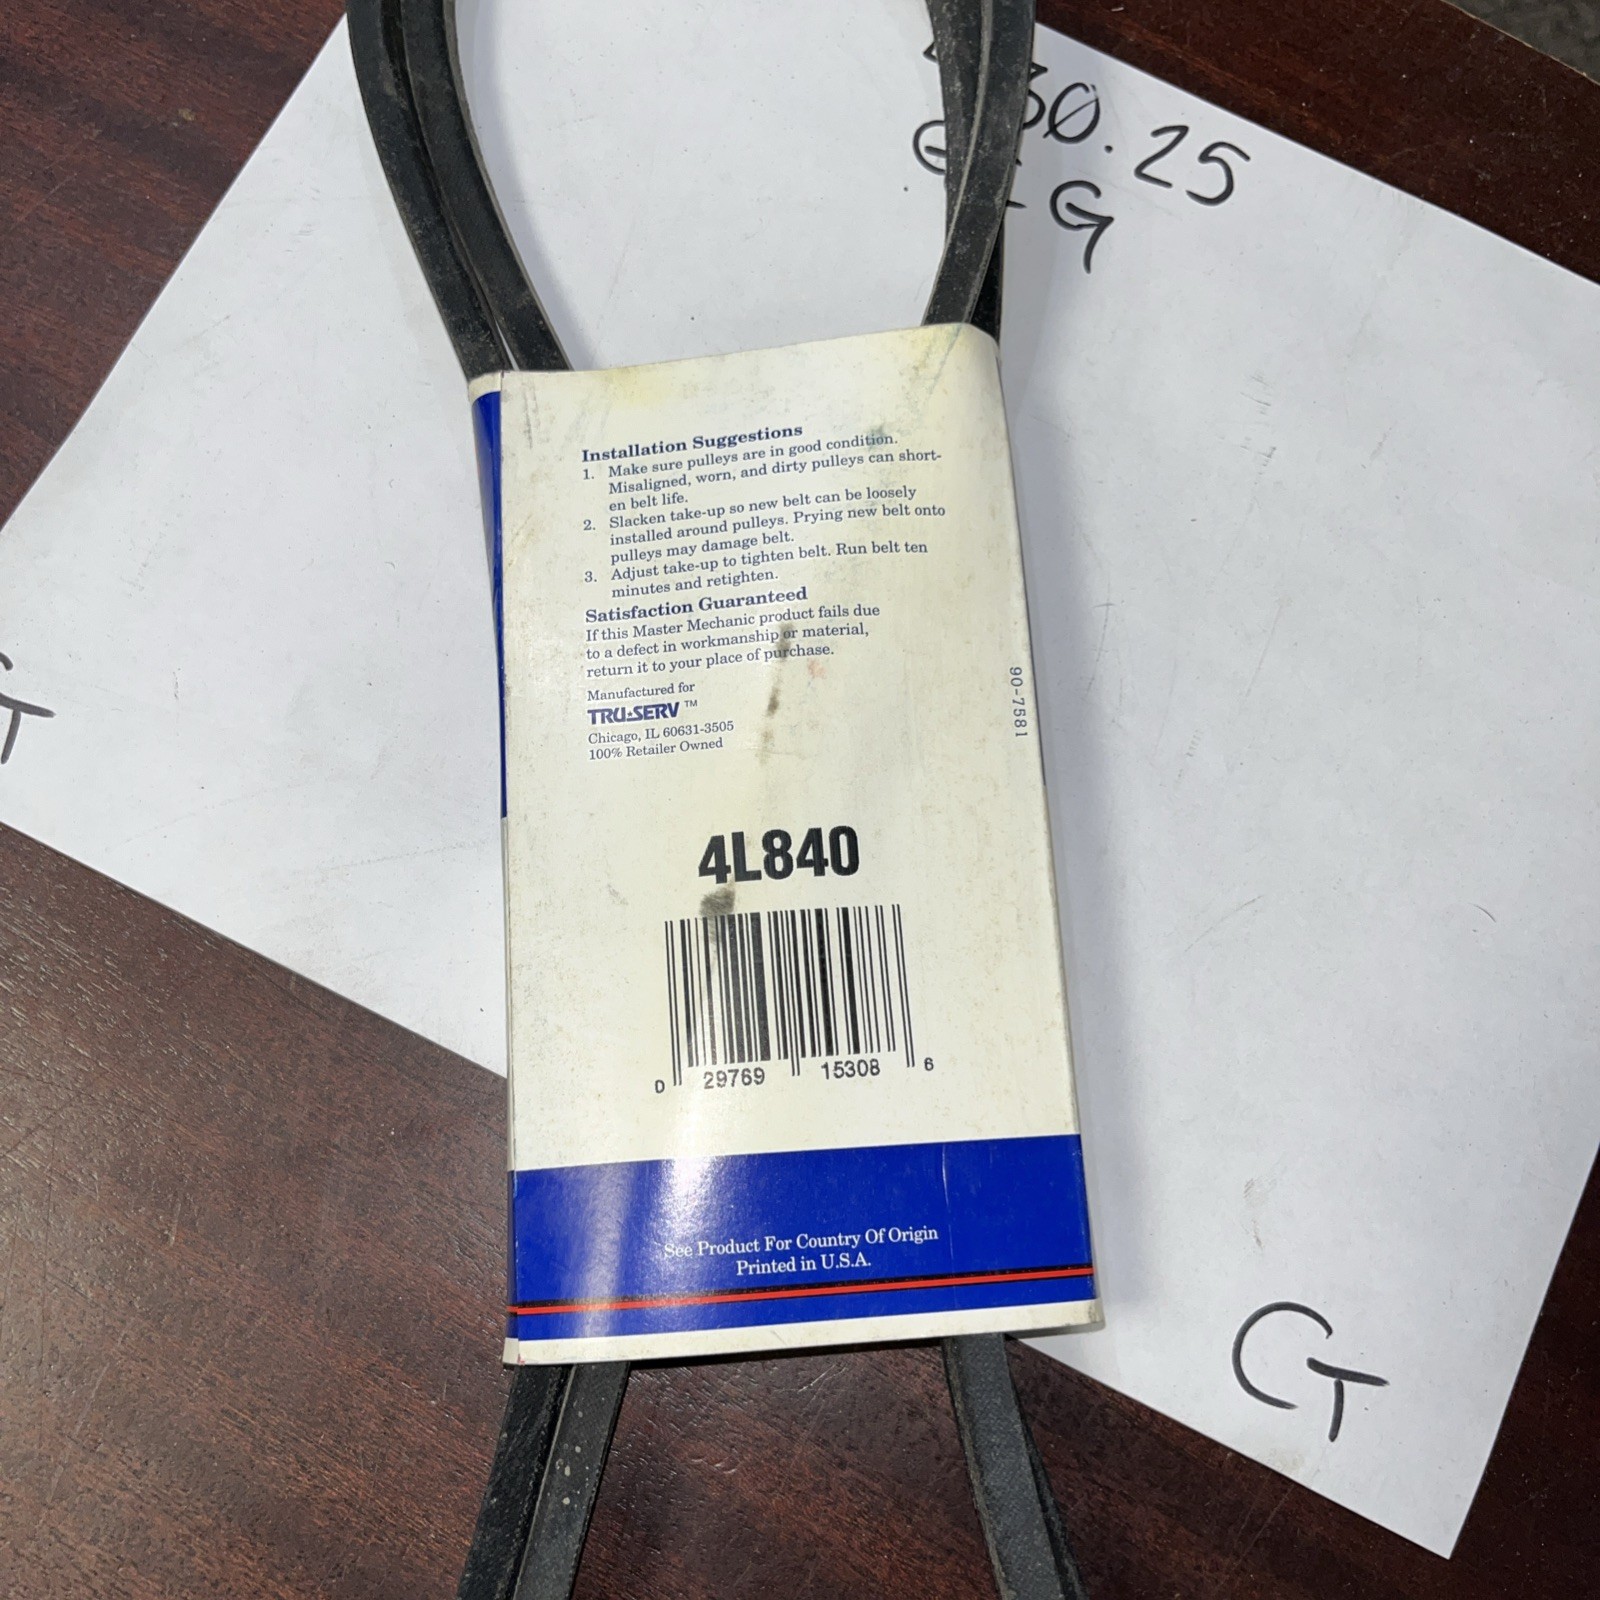 30.25
G
Installation Suggestions
1. Make sure pulleys are in good condition.
Misaligned, worn, and dirty pulleys can short-
en belt life.
2. Slacken take-up so new belt can be loosely
installed around pulleys. Prying new belt onto
pulleys may damage belt.
3. Adjust take-up to tighten belt. Run belt ten
minutes and retighten.
Satisfaction Guaranteed
If this Master Mechanic product fails due
to a defect in workmanship or material,
return it to your place of purchase.
Manufactured for
TRU★SERV™
Chicago, IL 60631-3505
100% Retailer Owned
90-7581
4L840
0 29769 15308 6
See Product For Country Of Origin
Printed in U.S.A.
CT